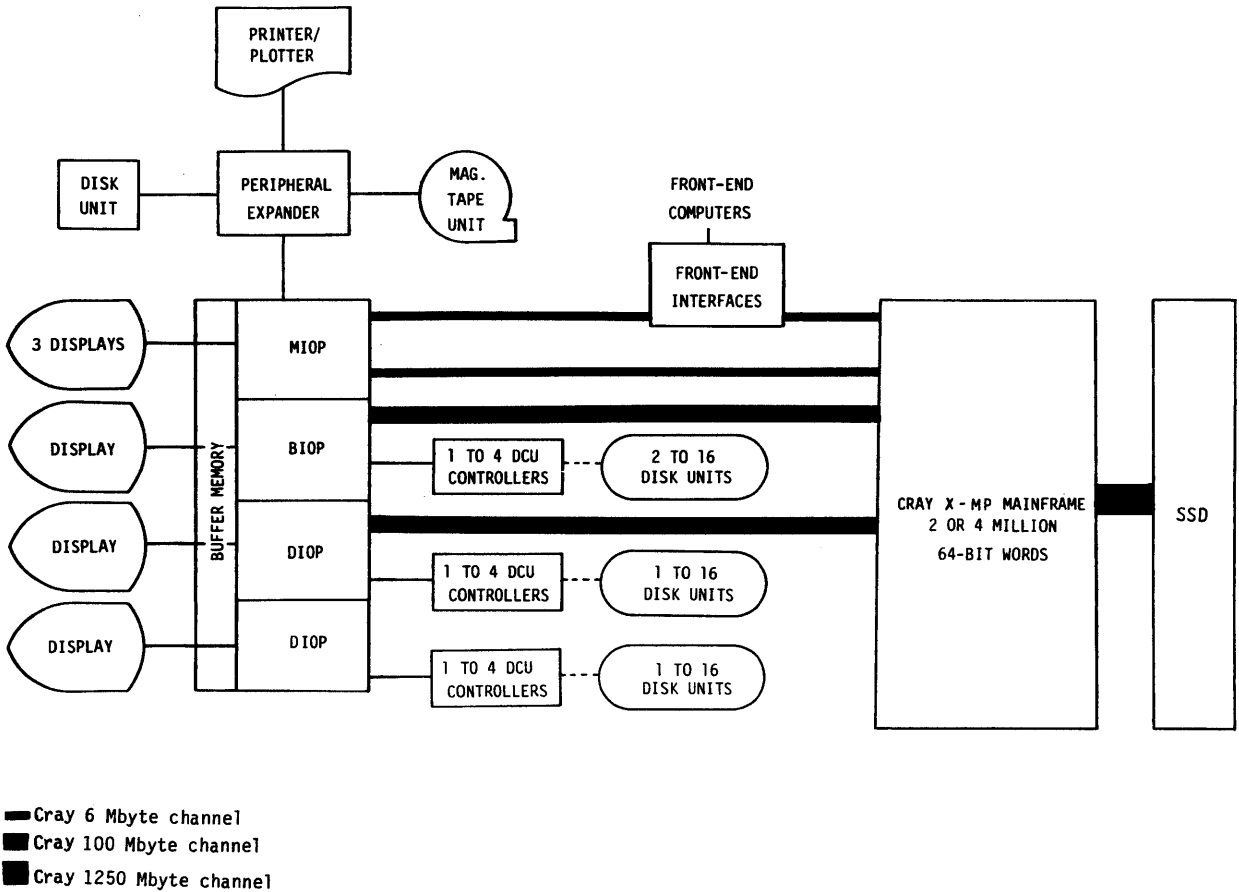 PRINTER/
PLOTTER
DISK
UNIT
PERIPHERAL
EXPANDER
MAG.
TAPE
UNIT
FRONT-END
COMPUTERS
FRONT-END
INTERFACES
3 DISPLAYS
MIOP
DISPLAY
BUFFER MEMORY
BIOP
1 TO 4 DCU
CONTROLLERS
2 TO 16
DISK UNITS
CRAY X-MP MAINFRAME
2 OR 4 MILLION
64-BIT WORDS
SSD
DISPLAY
DIOP
1 TO 4 DCU
CONTROLLERS
1 TO 16
DISK UNITS
DISPLAY
DIOP
1 TO 4 DCU
CONTROLLERS
1 TO 16
DISK UNITS
Cray 6 Mbyte channel
Cray 100 Mbyte channel
Cray 1250 Mbyte channel